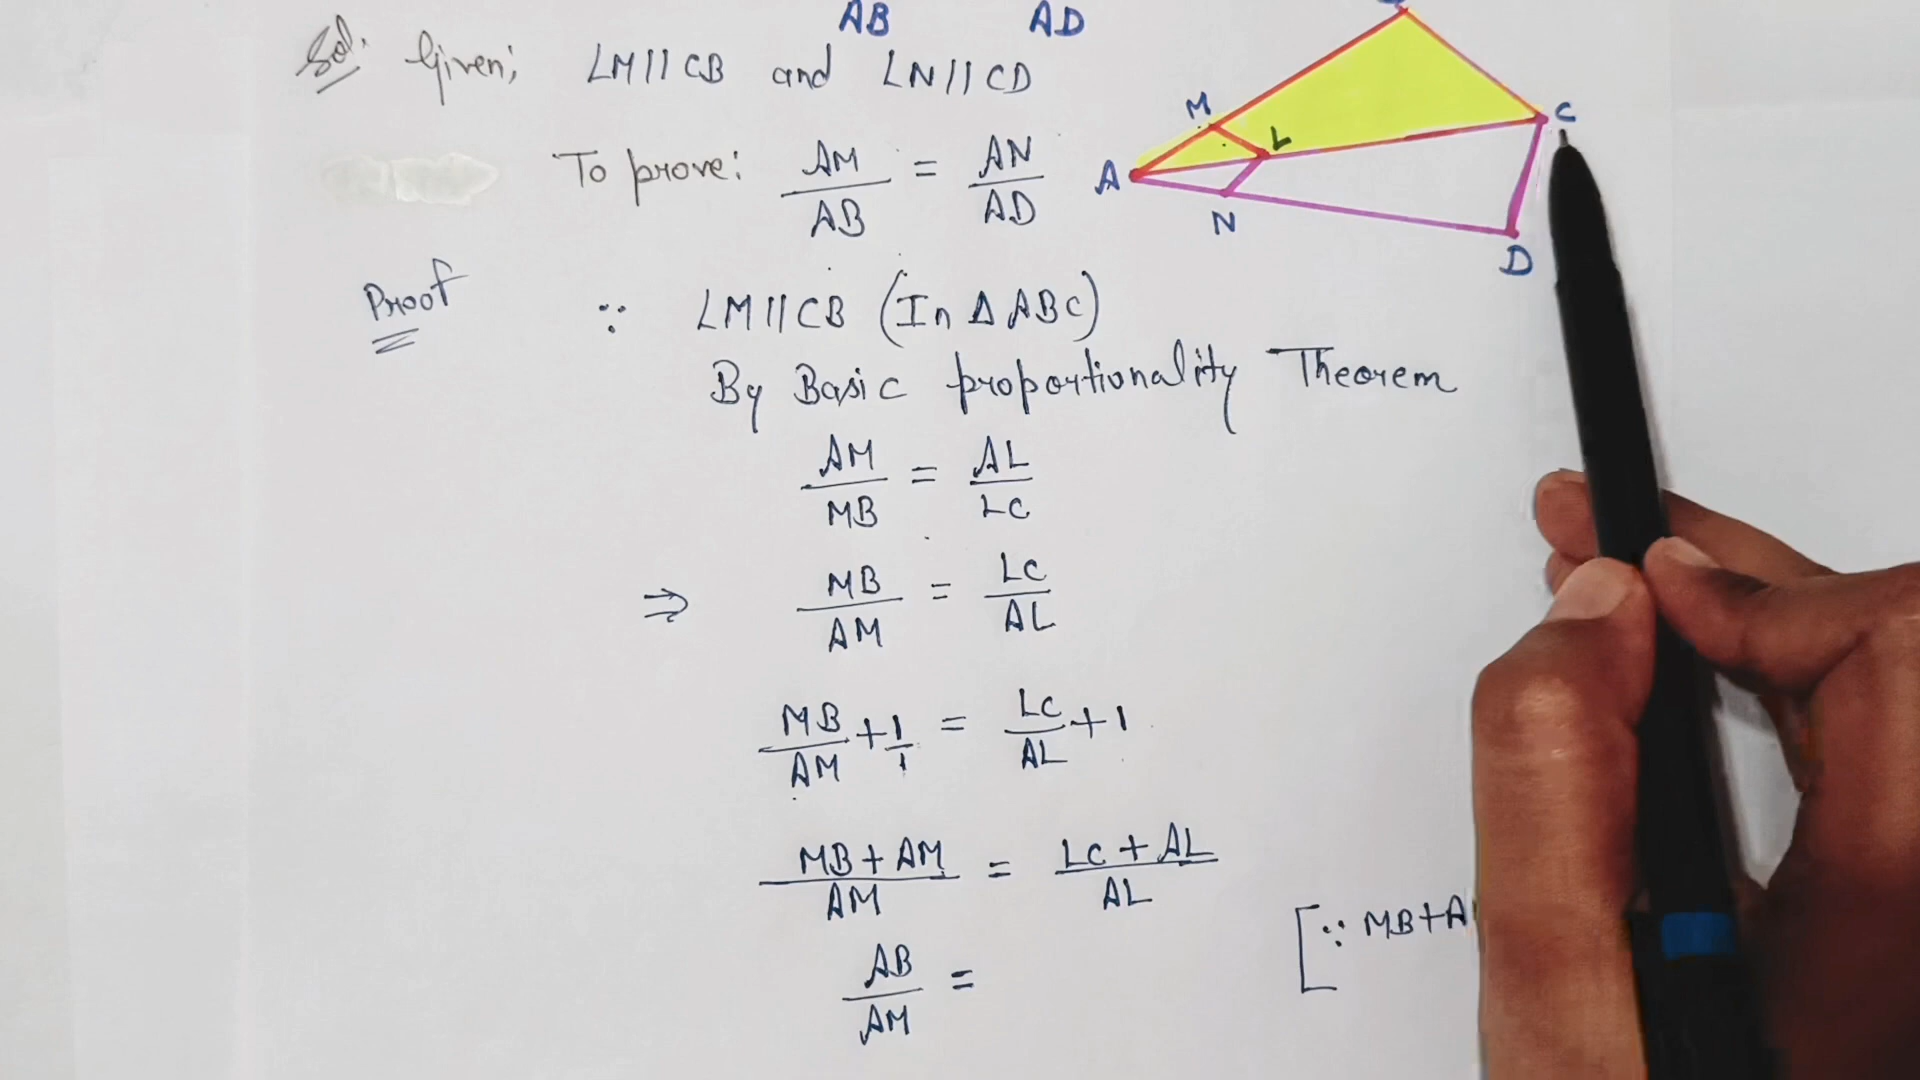 AB AD
Sol. Given; LM||CB and LN||CD
To prove: AM/AB = AN/AD
M
L
C
A
N
D
Proof ∵ LM||CB (In Δ ABC)
By Basic proportionality Theorem
AM/MB = AL/LC
⇒ MB/AM = LC/AL
MB/AM + 1/1 = LC/AL + 1
MB + AM/AM = LC + AL/AL
[∵ MB+A
AB/AM =